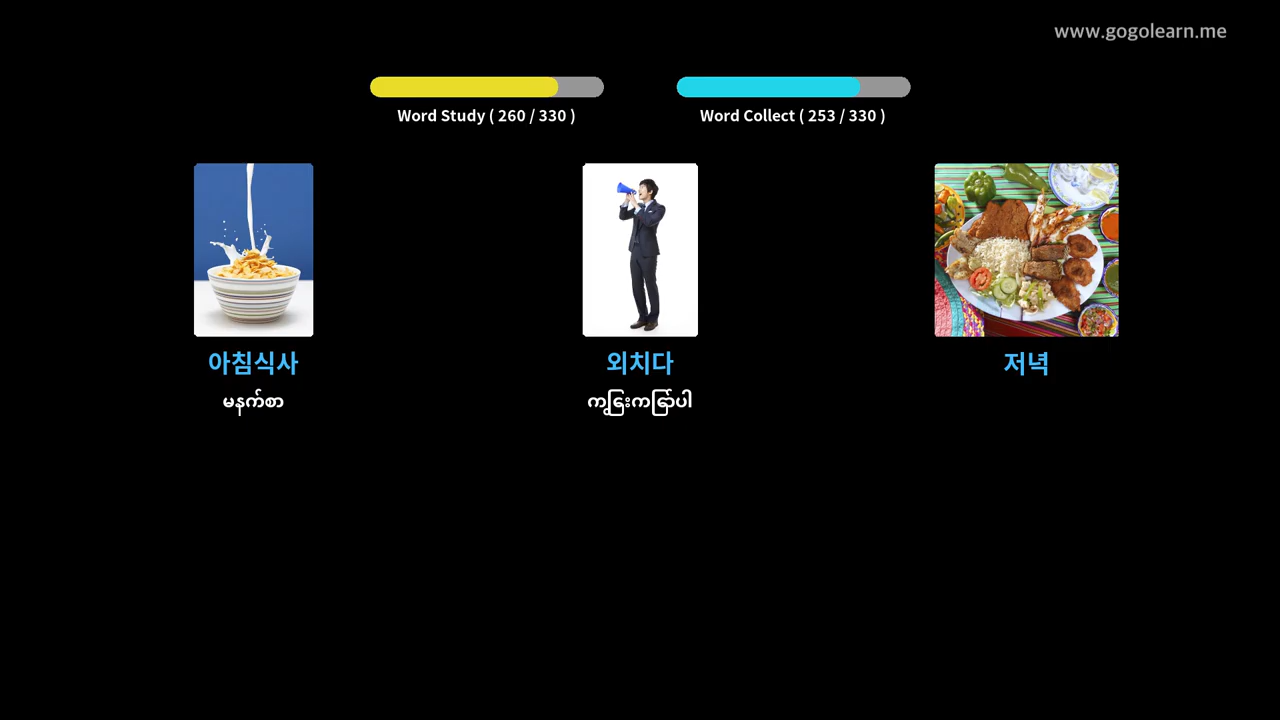 www.gogolearn.me
Word Study ( 260 / 330 )
Word Collect ( 253 / 330 )
아침식사
외치다
저녁
မနက်စာ
ကြွေးကြော်ပါ